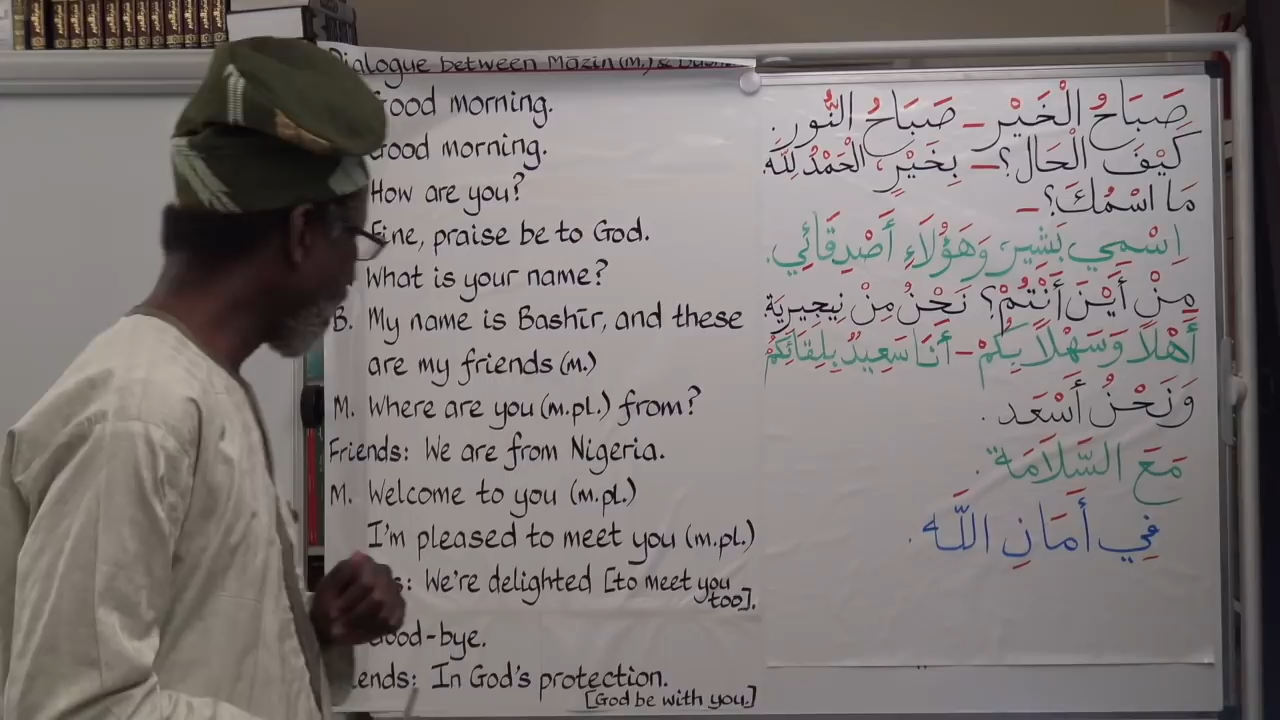 Dialogue between Māzin (M.) &
Good morning.
Good morning.
How are you?
Fine, praise be to God.
What is your name?
B. My name is Bashīr, and these
are my friends (m.)
M. Where are you (m.pl.) from?
Friends: We are from Nigeria.
M. Welcome to you (m.pl.)
I'm pleased to meet you (m.pl.)
We're delighted [to meet you
too].
Good-bye.
In God's protection.
[God be with you.]
صَبَاحُ الْخَيْر – صَبَاحُ النُّور.
كَيْفَ الْحَال؟ – بِخَيْرٍ، الْحَمْدُ لِلَّه.
مَا اسْمُكَ؟ –
اِسْمِي بَشِير، وَهَؤُلَاءِ أَصْدِقَائِي.
مِنْ أَيْنَ أَنْتُمْ؟ نَحْنُ مِنْ نِيجِيرِيَة.
أَهْلًا وَسَهْلًا بِكُمْ – أَنَا سَعِيدٌ بِلِقَائِكُمْ
وَنَحْنُ أَسْعَد.
مَعَ السَّلَامَة.
فِي أَمَانِ اللَّه.